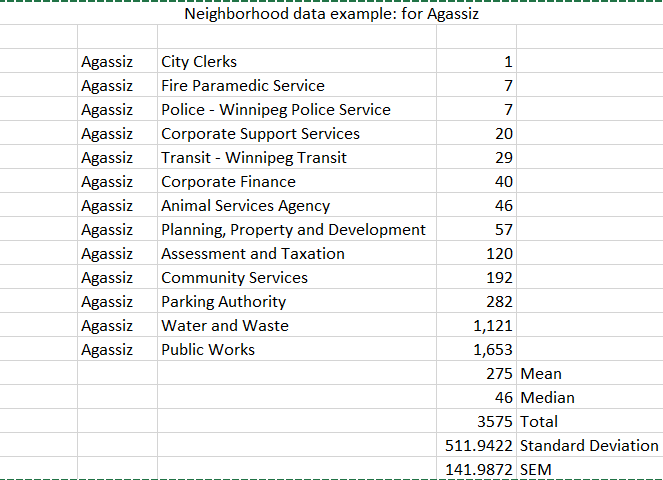 Neighborhood data example: for Agassiz
Agassiz City Clerks 1
Agassiz Fire Paramedic Service 7
Agassiz Police - Winnipeg Police Service 7
Agassiz Corporate Support Services 20
Agassiz Transit - Winnipeg Transit 29
Agassiz Corporate Finance 40
Agassiz Animal Services Agency 46
Agassiz Planning, Property and Development 57
Agassiz Assessment and Taxation 120
Agassiz Community Services 192
Agassiz Parking Authority 282
Agassiz Water and Waste 1,121
Agassiz Public Works 1,653
275 Mean
46 Median
3575 Total
511.9422 Standard Deviation
141.9872 SEM